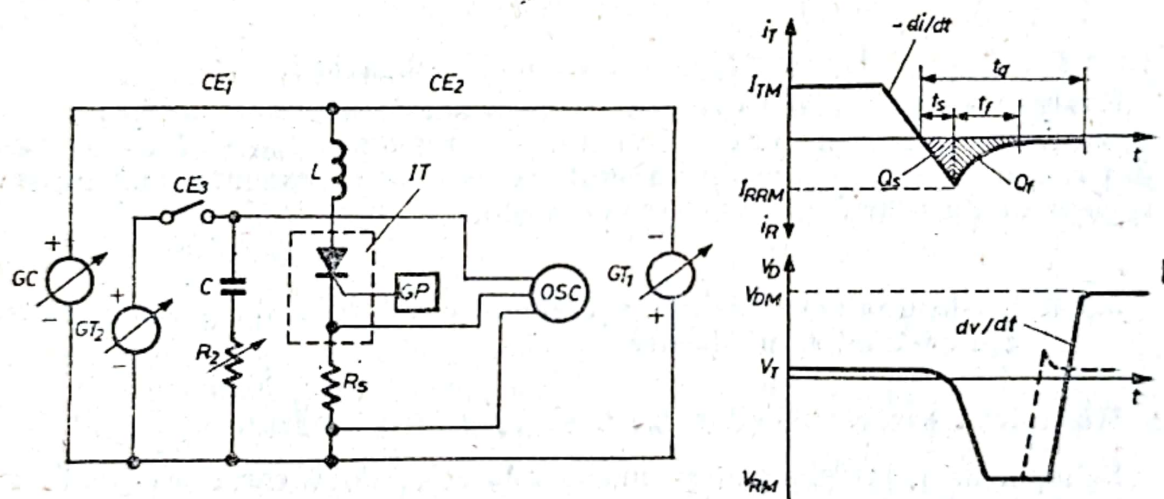 CE1
CE2
L
IT
CE3
+
GC
-
+
GT2
-
C
R2
GP
OSC
Rs
-
GT1
+
iT
-di/dt
tq
ITM
ts
tf
t
Qs
Qf
IRRM
iR
VD
VDM
dv/dt
VT
t
VRM